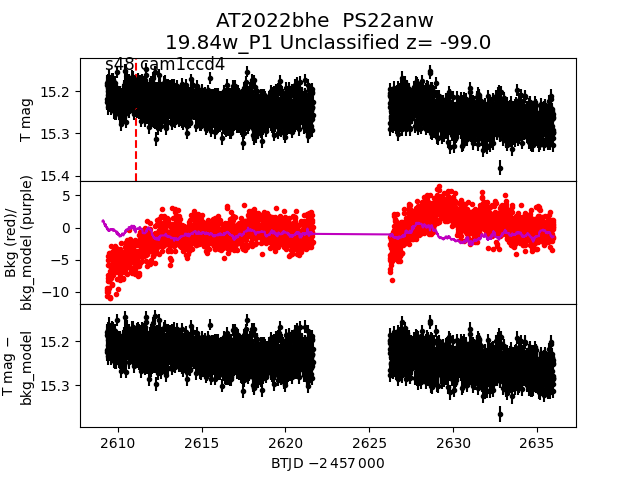 AT2022bhe  PS22anw
19.84w_P1 Unclassified z= -99.0
s48 cam1ccd4
15.2
15.3
15.4
T mag
5
0
−5
−10
Bkg (red)/
bkg_model (purple)
15.2
15.3
T mag −
bkg_model
2610
2615
2620
2625
2630
2635
BTJD −2 457 000